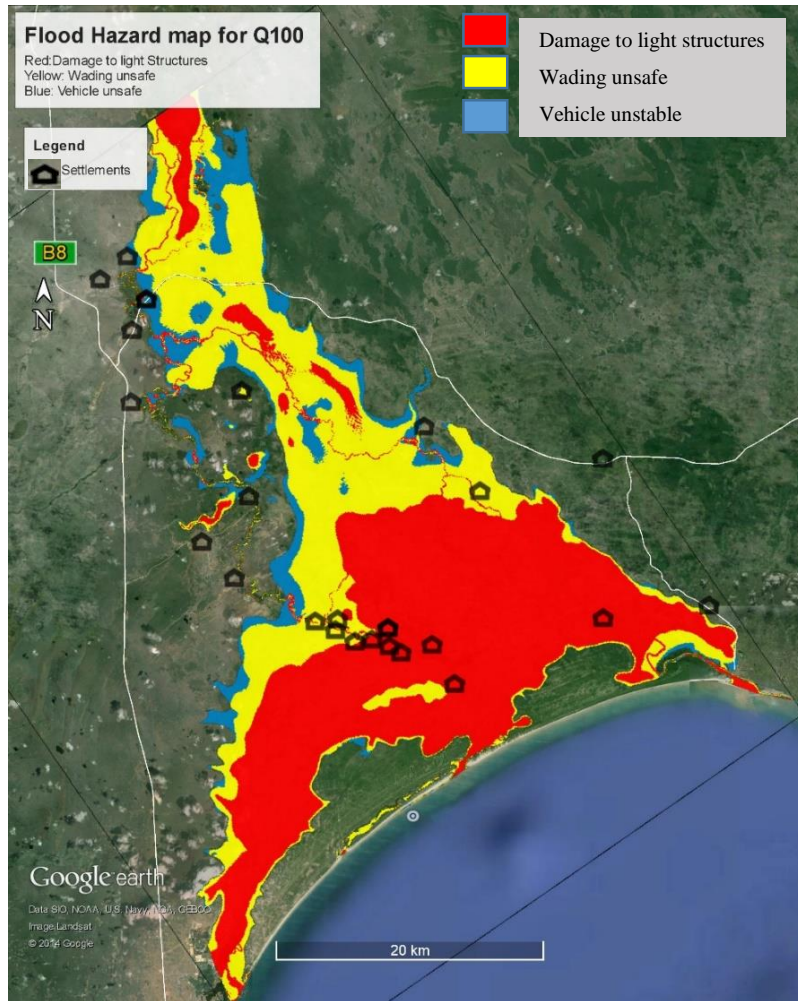 Flood Hazard map for Q100
Red:Damage to light Structures
Yellow: Wading unsafe
Blue: Vehicle unsafe
Damage to light structures
Wading unsafe
Vehicle unstable
Legend
Settlements
B8
N
Google earth
Data SIO, NOAA, U.S. Navy, NGA, GEBCO
Image Landsat
© 2014 Google
20 km